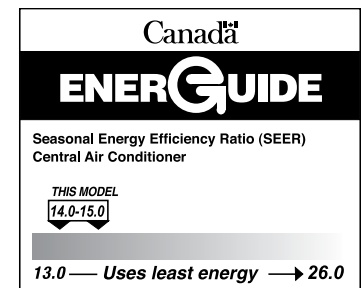 Canada
ENERGUIDE
Seasonal Energy Efficiency Ratio (SEER)
Central Air Conditioner
THIS MODEL
14.0-15.0
13.0 — Uses least energy → 26.0